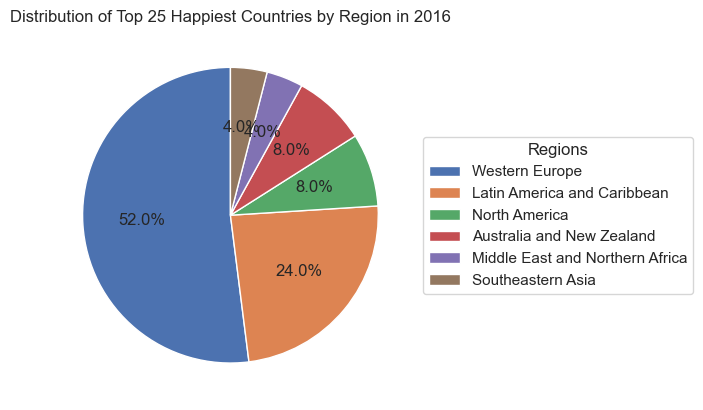 Distribution of Top 25 Happiest Countries by Region in 2016
4.0%
4.0%
8.0%
8.0%
52.0%
24.0%
Regions
Western Europe
Latin America and Caribbean
North America
Australia and New Zealand
Middle East and Northern Africa
Southeastern Asia